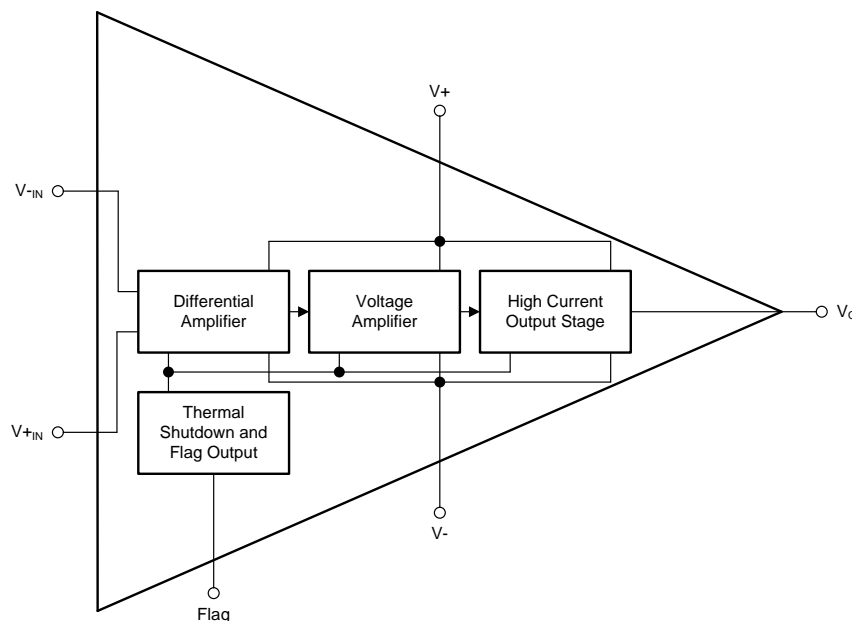 V+
V-IN
Differential
Amplifier
Voltage
Amplifier
High Current
Output Stage
V+IN
Thermal
Shutdown and
Flag Output
V-
Flag